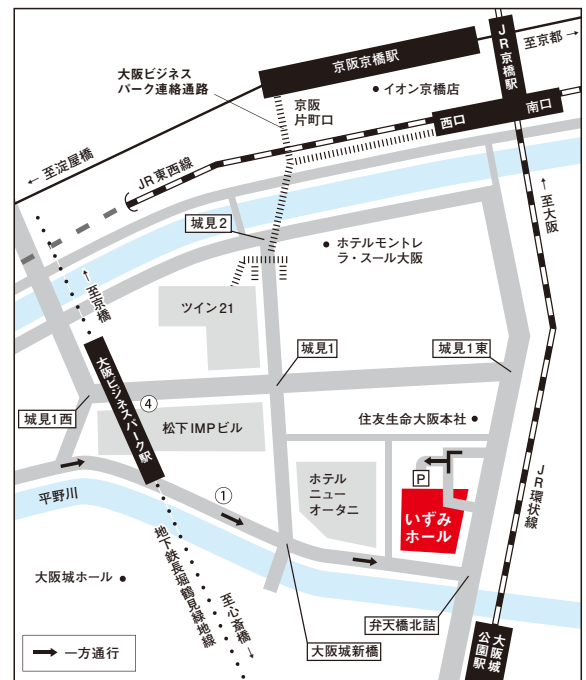 京阪京橋駅
JR京橋駅
至京都→
大阪ビジネス
パーク連絡通路
イオン京橋店
京阪
片町口
西口
南口
←至淀屋橋
JR東西線
←至大阪
城見2
ホテルモントレ
ラ・スール大阪
←至京橋
ツイン21
大阪ビジネスパーク駅
④
城見1
城見1東
城見1西
松下IMPビル
住友生命大阪本社
P
JR環状線
ホテル
ニュー
オータニ
いずみ
ホール
①
平野川
地下鉄長堀鶴見緑地線
至心斎橋→
大阪城ホール
弁天橋北詰
大阪城新橋
大阪城
公園駅
→一方通行